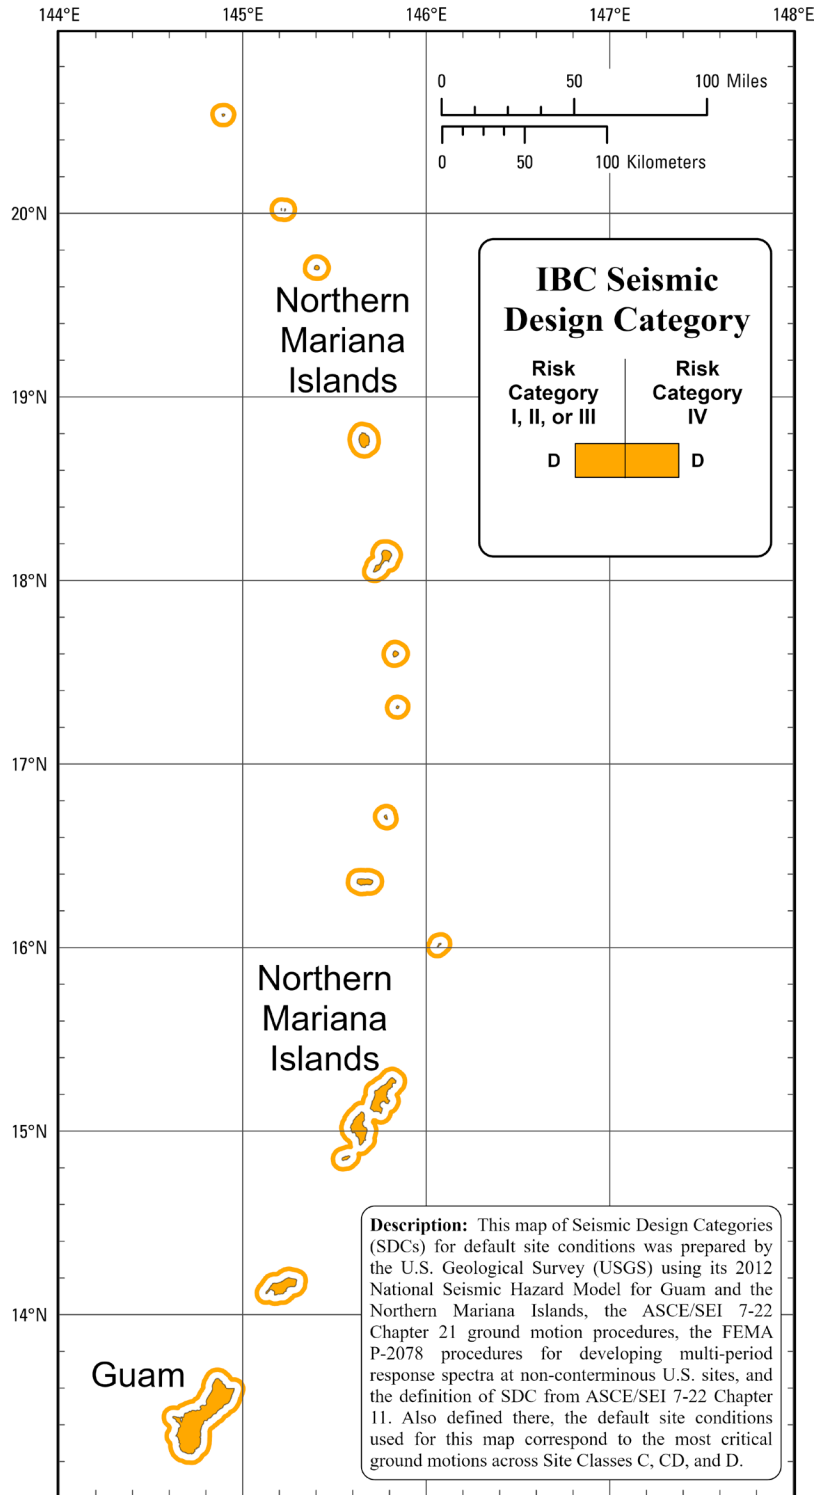 144°E 145°E 146°E 147°E 148°E
0 50 100 Miles
0 50 100 Kilometers
20°N
Northern
Mariana
Islands
IBC Seismic
Design Category
Risk
Category
I, II, or III
Risk
Category
IV
D D
19°N
18°N
17°N
16°N
Northern
Mariana
Islands
15°N
14°N
Guam
Description: This map of Seismic Design Categories
(SDCs) for default site conditions was prepared by
the U.S. Geological Survey (USGS) using its 2012
National Seismic Hazard Model for Guam and the
Northern Mariana Islands, the ASCE/SEI 7-22
Chapter 21 ground motion procedures, the FEMA
P-2078 procedures for developing multi-period
response spectra at non-conterminous U.S. sites, and
the definition of SDC from ASCE/SEI 7-22 Chapter
11. Also defined there, the default site conditions
used for this map correspond to the most critical
ground motions across Site Classes C, CD, and D.